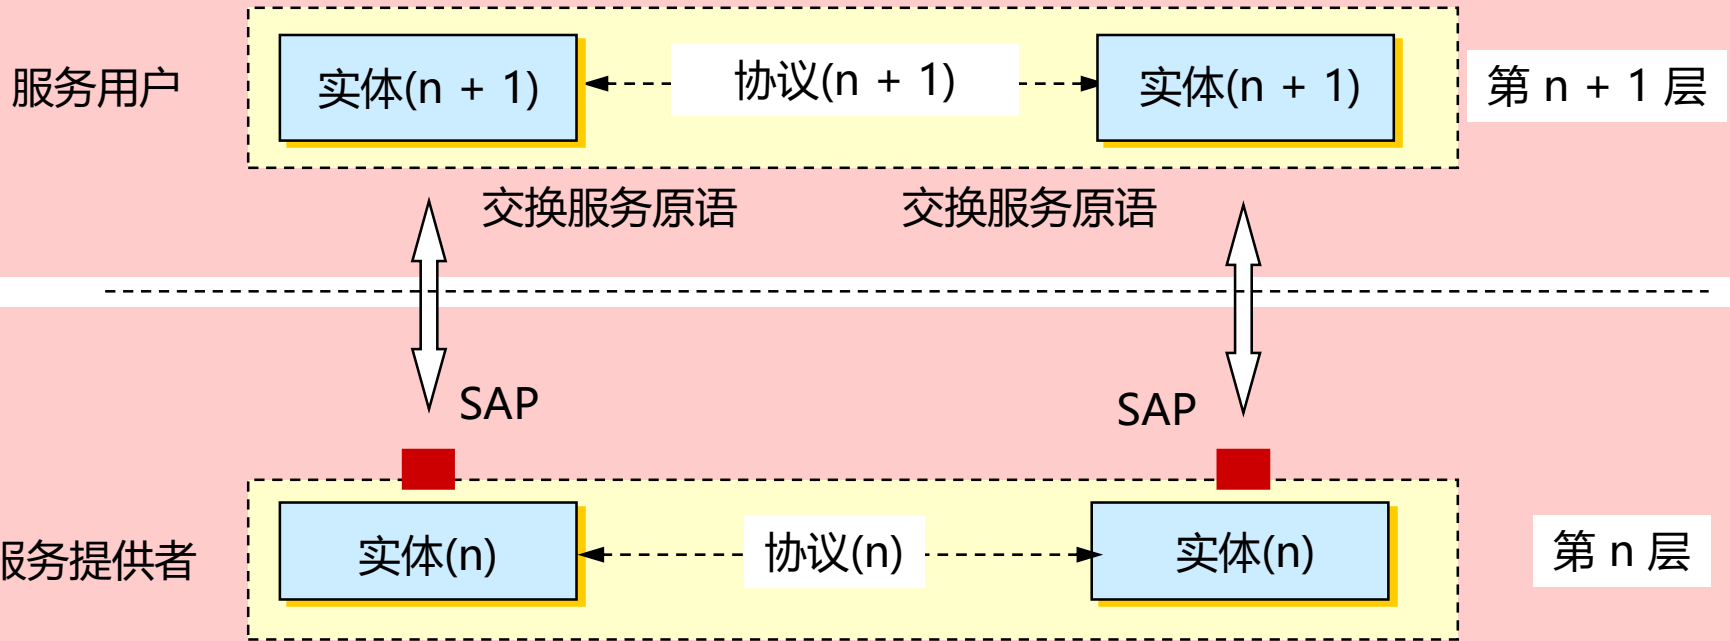 服务用户
实体(n + 1)
协议(n + 1)
实体(n + 1)
第 n + 1 层
交换服务原语
交换服务原语
SAP
SAP
服务提供者
实体(n)
协议(n)
实体(n)
第 n 层